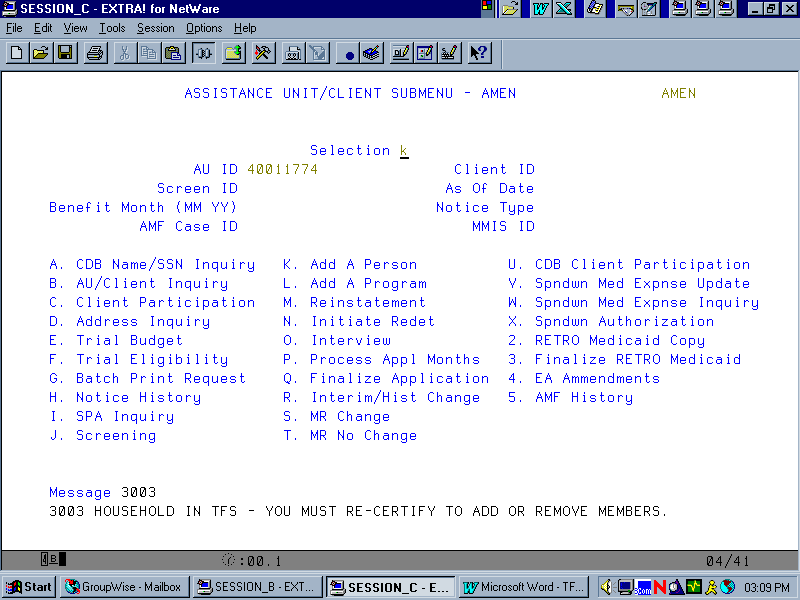 SESSION_C - EXTRA! for NetWare
File Edit View Tools Session Options Help
ASSISTANCE UNIT/CLIENT SUBMENU - AMEN AMEN
Selection k
AU ID 40011774 Client ID
Screen ID As Of Date
Benefit Month (MM YY) Notice Type
AMF Case ID MMIS ID
A. CDB Name/SSN Inquiry K. Add A Person U. CDB Client Participation
B. AU/Client Inquiry L. Add A Program V. Spndwn Med Expnse Update
C. Client Participation M. Reinstatement W. Spndwn Med Expnse Inquiry
D. Address Inquiry N. Initiate Redet X. Spndwn Authorization
E. Trial Budget O. Interview 2. RETRO Medicaid Copy
F. Trial Eligibility P. Process Appl Months 3. Finalize RETRO Medicaid
G. Batch Print Request Q. Finalize Application 4. EA Ammendments
H. Notice History R. Interim/Hist Change 5. AMF History
I. SPA Inquiry S. MR Change
J. Screening T. MR No Change
Message 3003
3003 HOUSEHOLD IN TFS - YOU MUST RE-CERTIFY TO ADD OR REMOVE MEMBERS.
4B :00.1 04/41
Start GroupWise - Mailbox SESSION_B - EXT... SESSION_C - E... Microsoft Word - TF... 03:09 PM